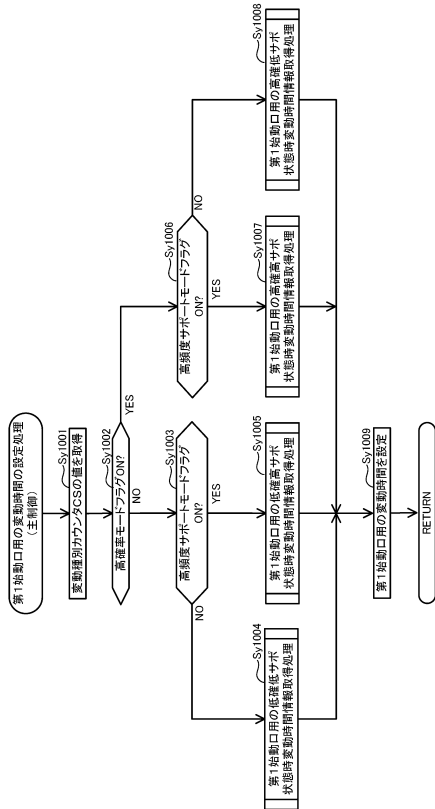 第1始動口用の変動時間の設定処理
（主制御）
Sy1001
変動種別カウンタCSの値を取得
Sy1002
高確率モードフラグON?
YES
NO
Sy1003
高頻度サポートモードフラグ
ON?
NO
YES
Sy1006
高頻度サポートモードフラグ
ON?
NO
YES
Sy1004
第1始動口用の低確低サポ
状態時変動時間情報取得処理
Sy1005
第1始動口用の低確高サポ
状態時変動時間情報取得処理
Sy1007
第1始動口用の高確高サポ
状態時変動時間情報取得処理
Sy1008
第1始動口用の高確低サポ
状態時変動時間情報取得処理
Sy1009
第1始動口用の変動時間を設定
RETURN